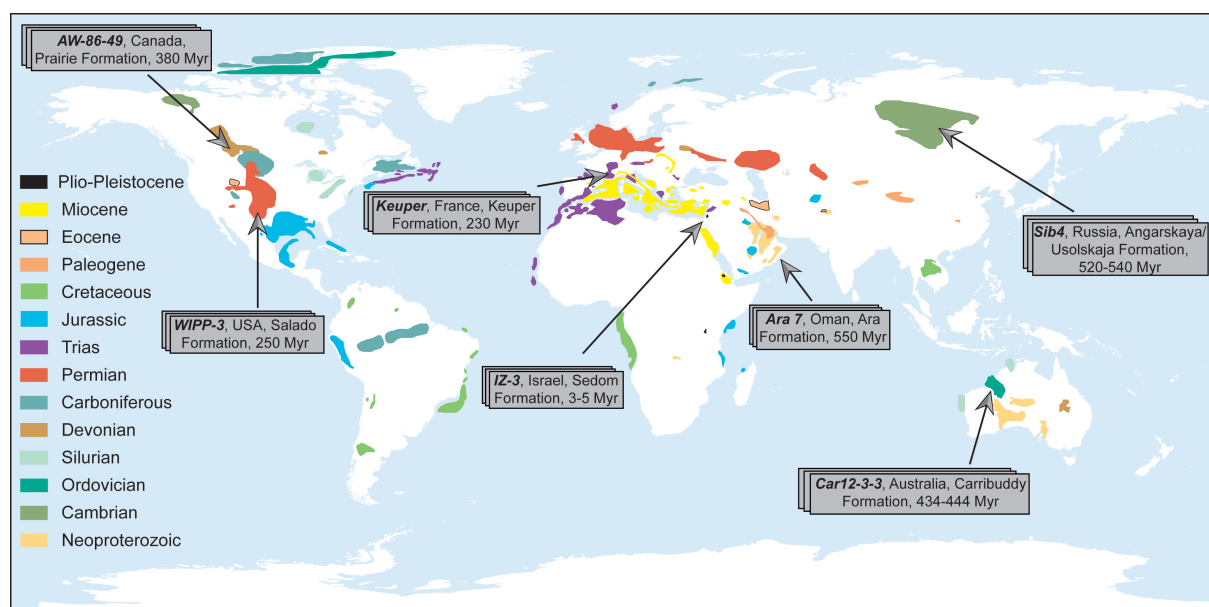 AW-86-49, Canada,
Prairie Formation, 380 Myr
Plio-Pleistocene
Miocene
Eocene
Paleogene
Cretaceous
Jurassic
Trias
Permian
Carboniferous
Devonian
Silurian
Ordovician
Cambrian
Neoproterozoic
Keuper, France, Keuper
Formation, 230 Myr
Sib4, Russia, Angarskaya/
Usolskaja Formation,
520-540 Myr
WIPP-3, USA, Salado
Formation, 250 Myr
Ara 7, Oman, Ara
Formation, 550 Myr
IZ-3, Israel, Sedom
Formation, 3-5 Myr
Car12-3-3, Australia, Carribuddy
Formation, 434-444 Myr